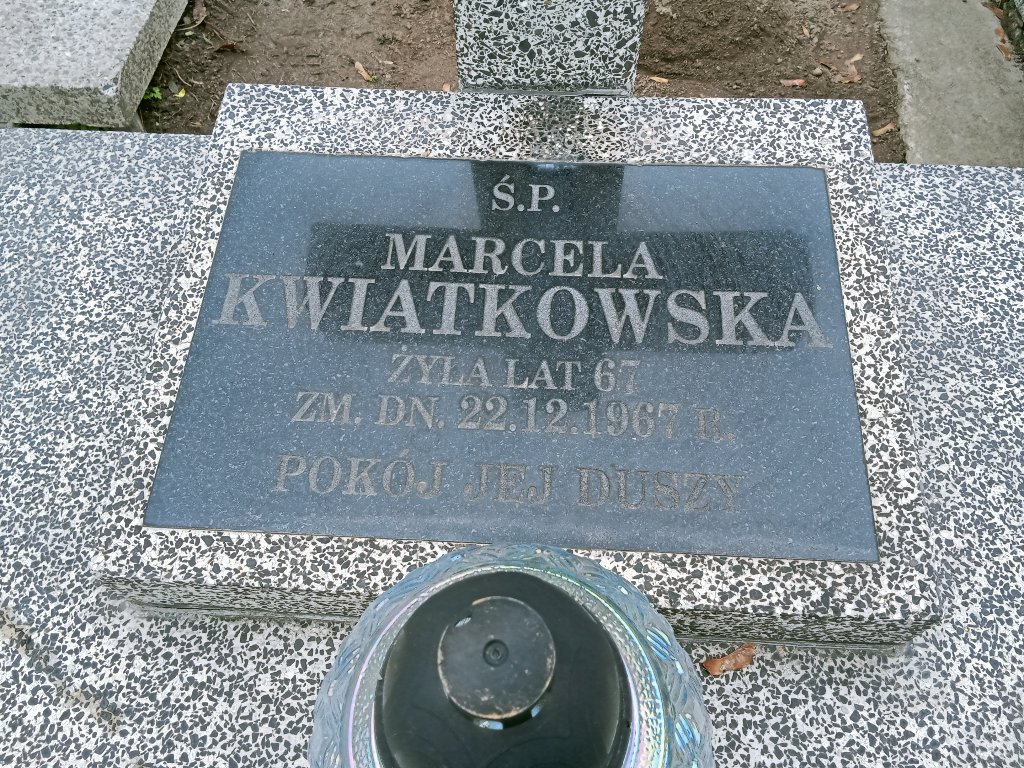 Ś.P.
MARCELA
KWIATKOWSKA
ŻYŁA LAT 67
ZM. DN. 22.12.1967 R.
POKÓJ JEJ DUSZY